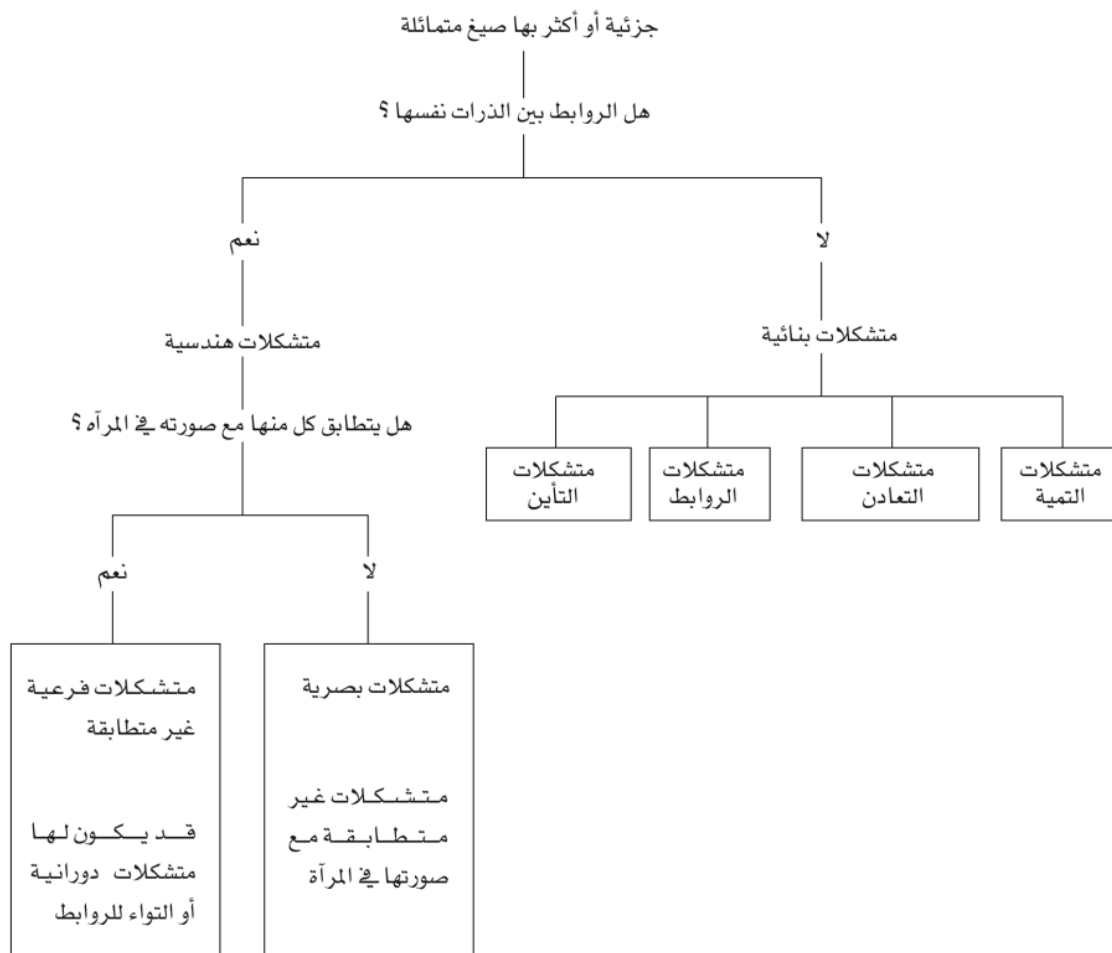 جزئية أو أكثر بها صيغ متماثلة
هل الروابط بين الذرات نفسها ؟
لا
نعم
متشكلات بنائية
متشكلات هندسية
هل يتطابق كل منها مع صورته في المرآه ؟
متشكلات
التمية
متشكلات
التعادن
متشكلات
الروابط
متشكلات
التأين
لا
نعم
متشكلات بصرية
متشكلات غير
متطابقة مع
صورتها في المرآة
متشكلات فرعية
غير متطابقة
قد يكون لها
متشكلات دورانية
أو التواء للروابط